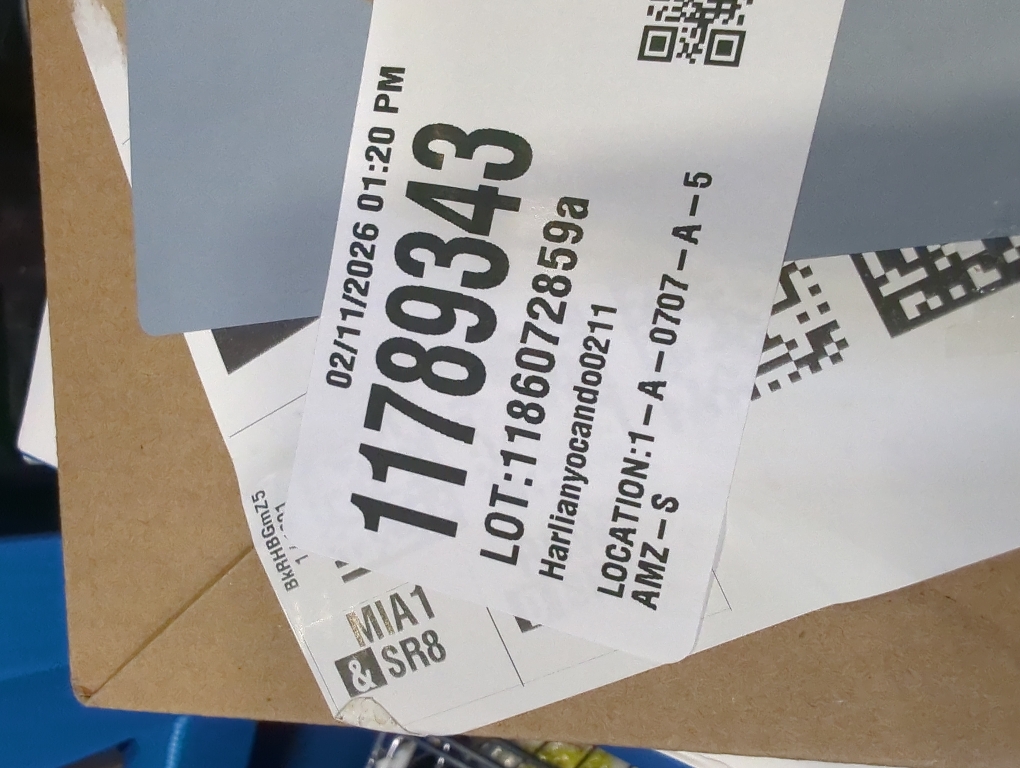 02/11/2026 01:20 PM
11789343
LOT:1186072859a
Harlianyocando0211
LOCATION:1-A-0707-A-5
AMZ-S
BKRHBGmZ5
MIA1
& SR8